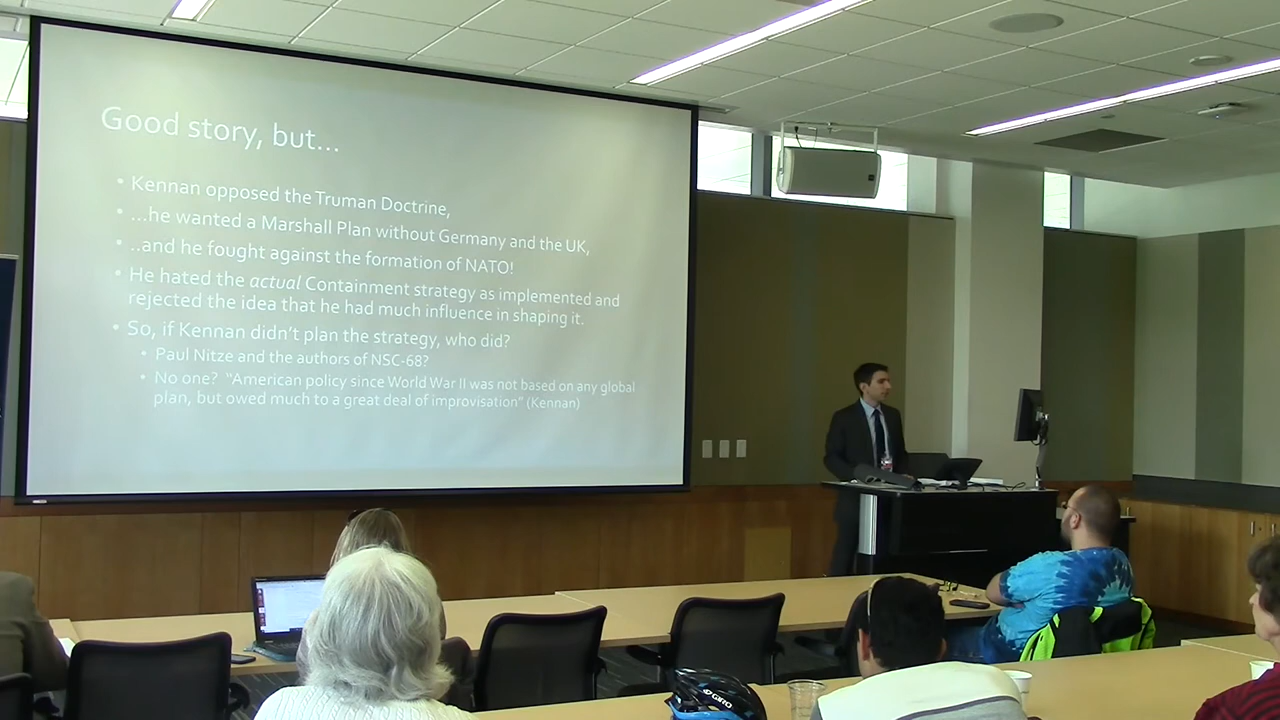 Good story, but...
• Kennan opposed the Truman Doctrine,
• ...he wanted a Marshall Plan without Germany and the UK,
• ..and he fought against the formation of NATO!
• He hated the actual Containment strategy as implemented and
rejected the idea that he had much influence in shaping it.
• So, if Kennan didn't plan the strategy, who did?
• Paul Nitze and the authors of NSC-68?
• No one? "American policy since World War II was not based on any global
plan, but owed much to a great deal of improvisation" (Kennan)
GIRO